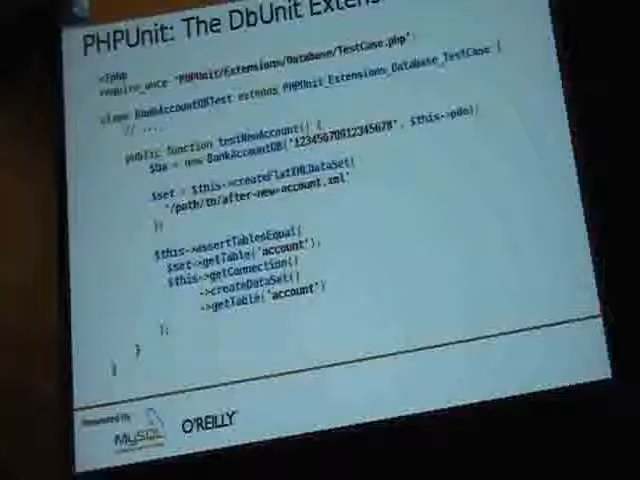 PHPUnit: The DbUnit Exten
<?php
require_once 'PHPUnit/Extensions/Database/TestCase.php';
class BankAccountDBTest extends PHPUnit_Extensions_Database_TestCase {
// ...
public function testNewAccount() {
$ba = new BankAccountDB('12345678912345678', $this->pdo);
$set = $this->createFlatXMLDataSet(
'/path/to/after-new-account.xml'
);
$this->assertTablesEqual(
$set->getTable('account'),
$this->getConnection()
->createDataSet()
->getTable('account')
);
}
}
Presented By
MySQL
O'REILLY